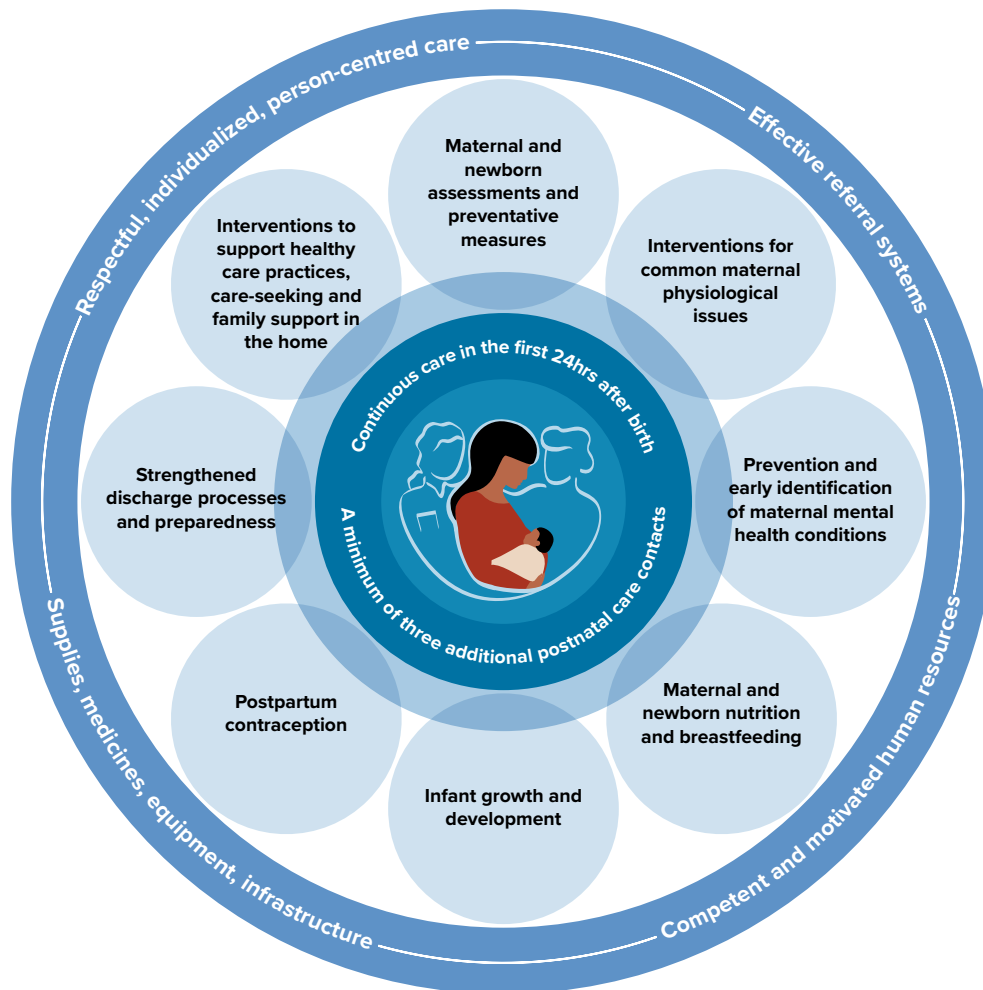 Respectful, individualized, person-centred care
Effective referral systems
Competent and motivated human resources
Supplies, medicines, equipment, infrastructure
Maternal and
newborn
assessments and
preventative
measures
Interventions for
common maternal
physiological
issues
Prevention and
early identification
of maternal mental
health conditions
Maternal and
newborn nutrition
and breastfeeding
Infant growth and
development
Postpartum
contraception
Strengthened
discharge processes
and preparedness
Interventions to
support healthy
care practices,
care-seeking and
family support in
the home
Continuous care in the first 24hrs after birth
A minimum of three additional postnatal care contacts